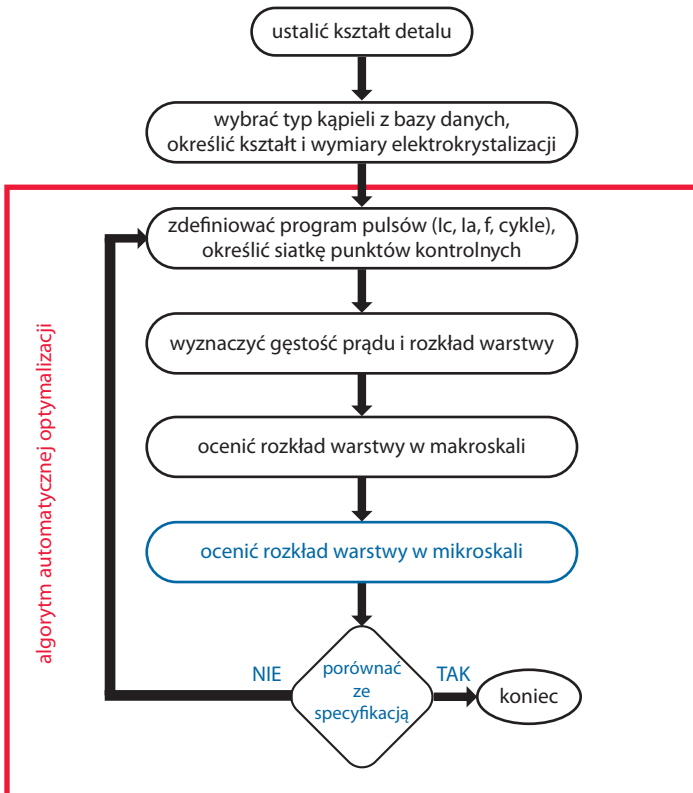 ustalić kształt detalu
wybrać typ kąpieli z bazy danych,
określić kształt i wymiary elektrokrystalizacji
zdefiniować program pulsów (Ic, Ia, f, cykle),
określić siatkę punktów kontrolnych
wyznaczyć gęstość prądu i rozkład warstwy
ocenić rozkład warstwy w makroskali
ocenić rozkład warstwy w mikroskali
algorytm automatycznej optymalizacji
NIE
porównać
ze
specyfikacją
TAK
koniec